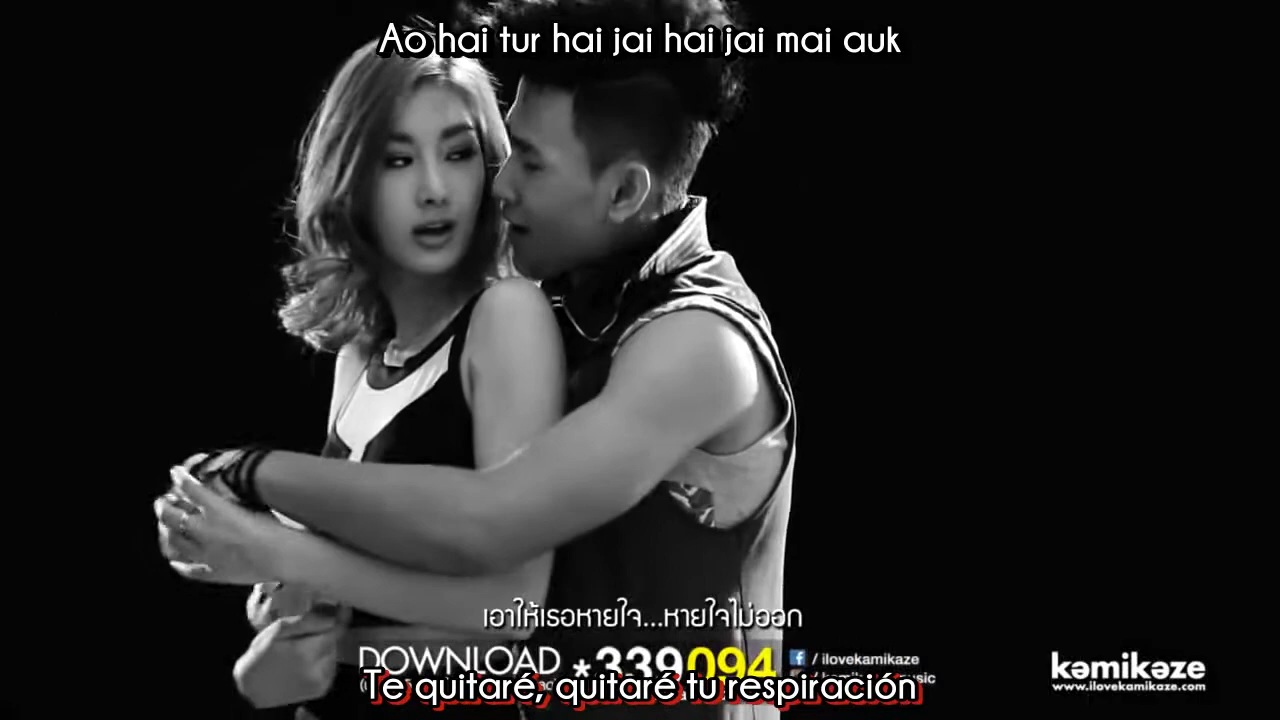 Ao hai tur hai jai hai jai mai auk
เอาให้เธอหายใจ...หายใจไม่ออก
DOWNLOAD *339094
/ ilovekamikaze
music
Te quitaré, quitaré tu respiración
kamikaze
www.ilovekamikaze.com